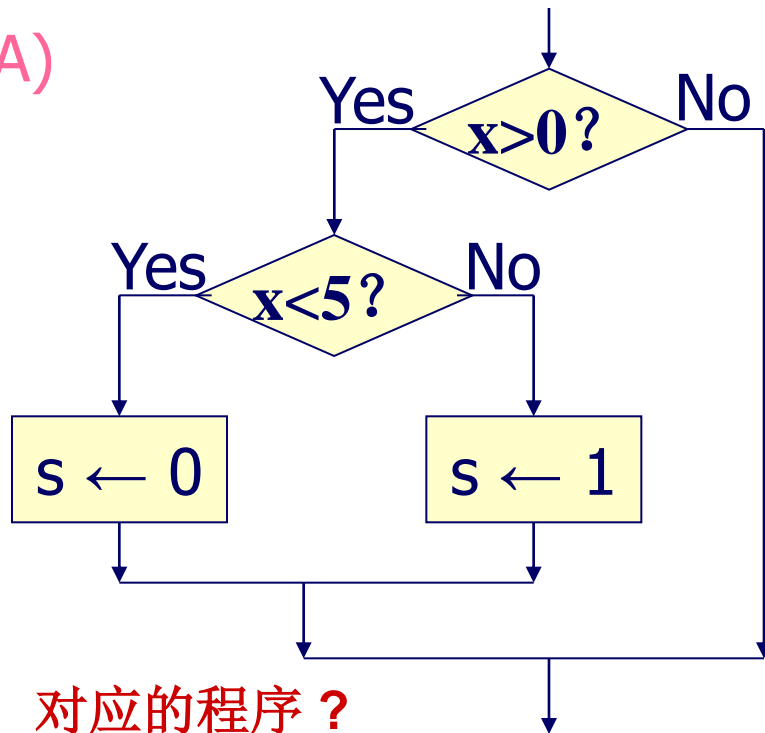 A)
Yes
No
x>0?
Yes
No
x<5?
s ← 0
s ← 1
对应的程序?